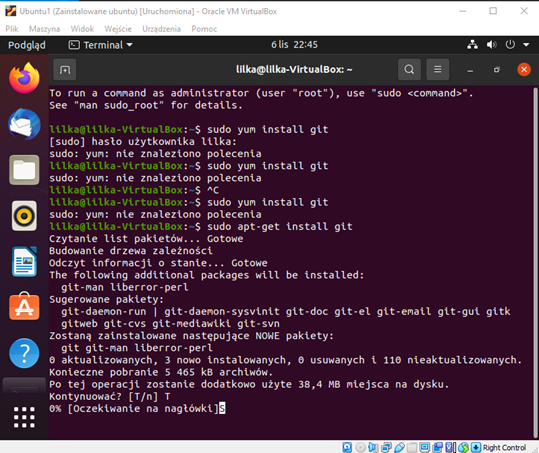 Ubuntu1 (Zainstalowane ubuntu) [Uruchomiona] - Oracle VM VirtualBox
Plik Maszyna Widok Wejście Urządzenia Pomoc
Podgląd Terminal 6 lis 22:45
lilka@lilka-VirtualBox: ~
To run a command as administrator (user "root"), use "sudo <command>".
See "man sudo_root" for details.
lilka@lilka-VirtualBox:~$ sudo yum install git
[sudo] hasło użytkownika lilka:
sudo: yum: nie znaleziono polecenia
lilka@lilka-VirtualBox:~$ sudo yum install git
sudo: yum: nie znaleziono polecenia
lilka@lilka-VirtualBox:~$ ^C
lilka@lilka-VirtualBox:~$ sudo yum install git
sudo: yum: nie znaleziono polecenia
lilka@lilka-VirtualBox:~$ sudo apt-get install git
Czytanie list pakietów... Gotowe
Budowanie drzewa zależności
Odczyt informacji o stanie... Gotowe
The following additional packages will be installed:
git-man liberror-perl
Sugerowane pakiety:
git-daemon-run | git-daemon-sysvinit git-doc git-el git-email git-gui gitk
gitweb git-cvs git-mediawiki git-svn
Zostaną zainstalowane następujące NOWE pakiety:
git git-man liberror-perl
0 aktualizowanych, 3 nowo instalowanych, 0 usuwanych i 110 nieaktualizowanych.
Konieczne pobranie 5 465 kB archiwów.
Po tej operacji zostanie dodatkowo użyte 38,4 MB miejsca na dysku.
Kontynuować? [T/n] T
0% [Oczekiwanie na nagłówki]S
Right Control